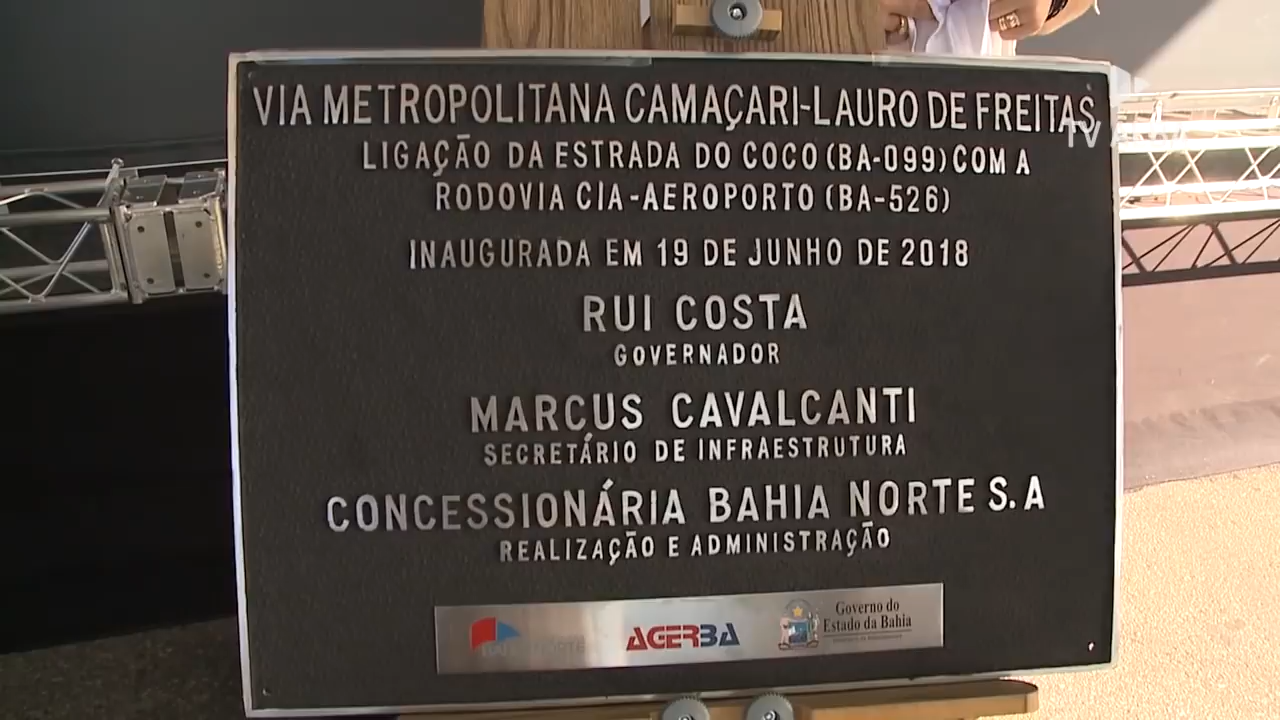 VIA METROPOLITANA CAMAÇARI-LAURO DE FREITAS
LIGAÇÃO DA ESTRADA DO COCO (BA-099) COM A
RODOVIA CIA-AEROPORTO (BA-526)
INAUGURADA EM 19 DE JUNHO DE 2018
RUI COSTA
GOVERNADOR
MARCUS CAVALCANTI
SECRETÁRIO DE INFRAESTRUTURA
CONCESSIONÁRIA BAHIA NORTE S.A
REALIZAÇÃO E ADMINISTRAÇÃO
AGERBA
Governo do
Estado da Bahia
TV